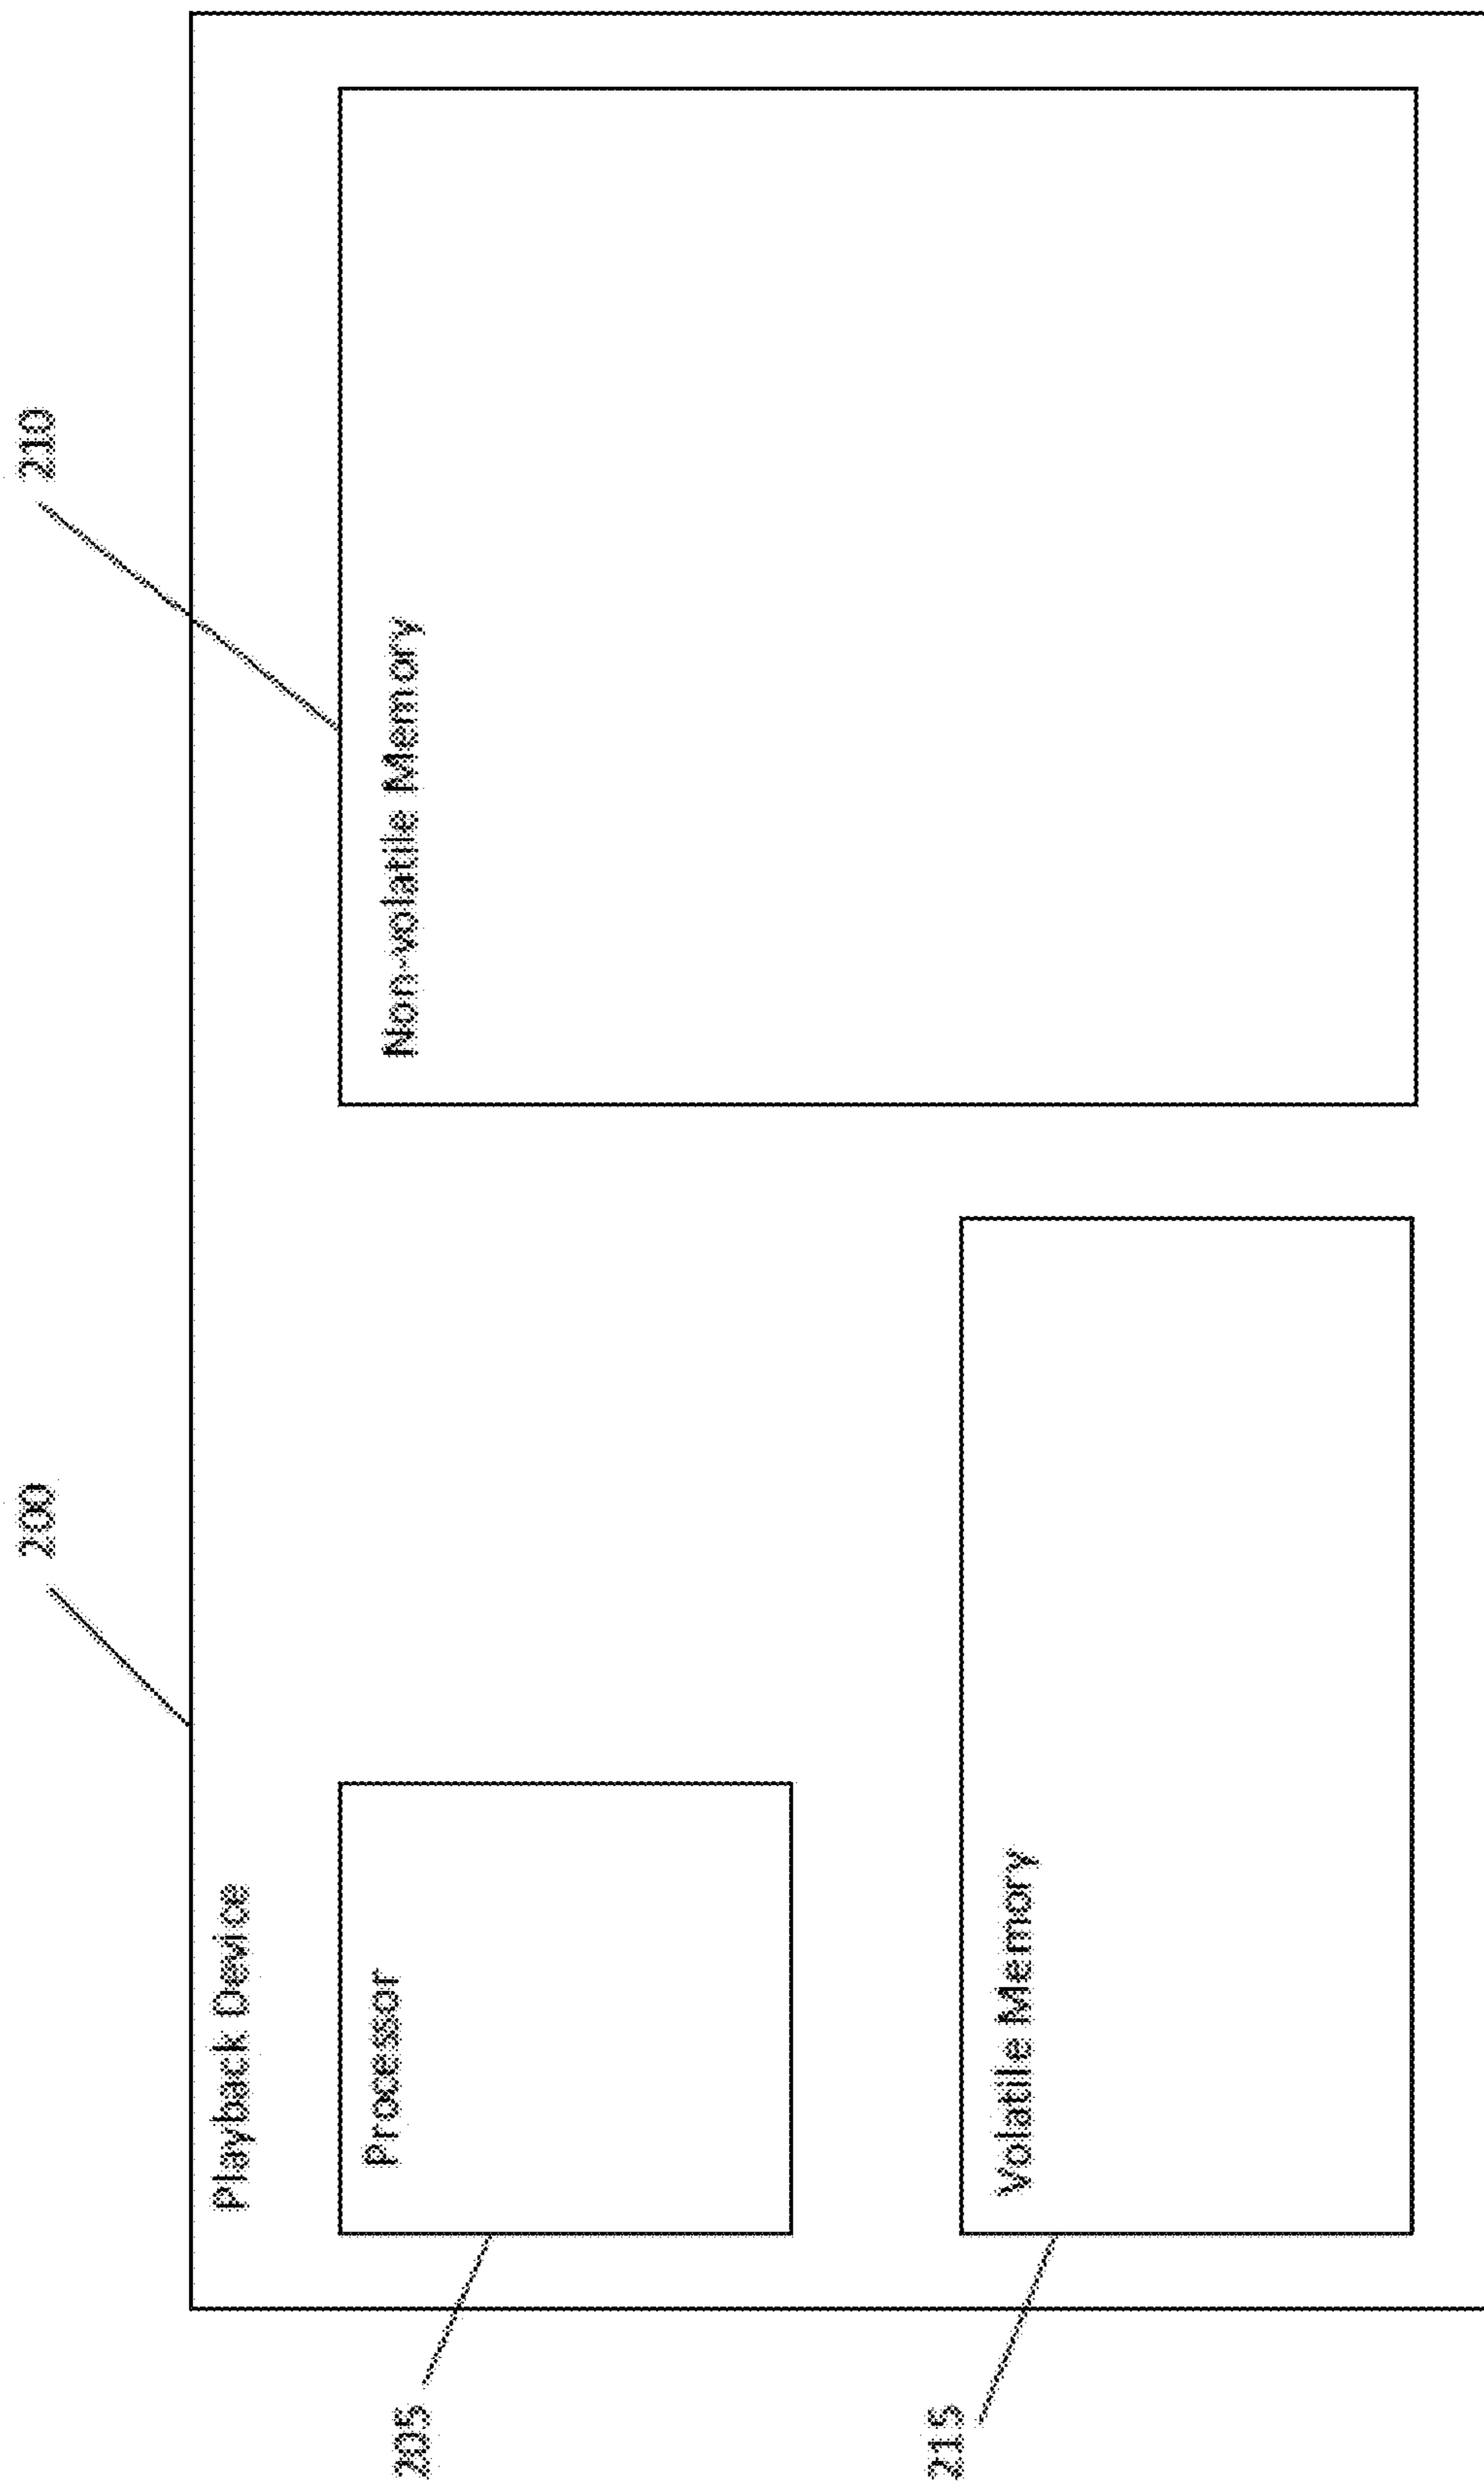 200
210
Playback Device
205
Processor
Non-volatile Memory
215
Volatile Memory